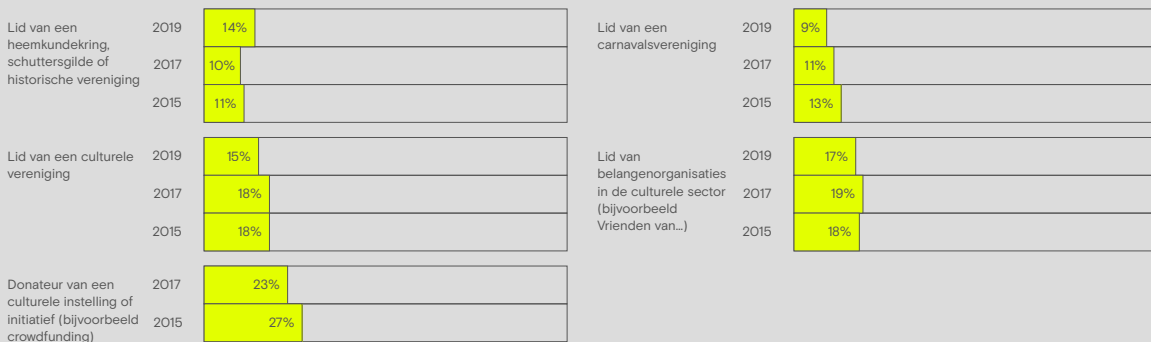 Lid van een
heemkundekring,
schuttersgilde of
historische vereniging
2019 14%
2017 10%
2015 11%
Lid van een
carnavalsvereniging
2019 9%
2017 11%
2015 13%
Lid van een culturele
vereniging
2019 15%
2017 18%
2015 18%
Lid van
belangenorganisaties
in de culturele sector
(bijvoorbeeld
Vrienden van…)
2019 17%
2017 19%
2015 18%
Donateur van een
culturele instelling of
initiatief (bijvoorbeeld
crowdfunding)
2017 23%
2015 27%